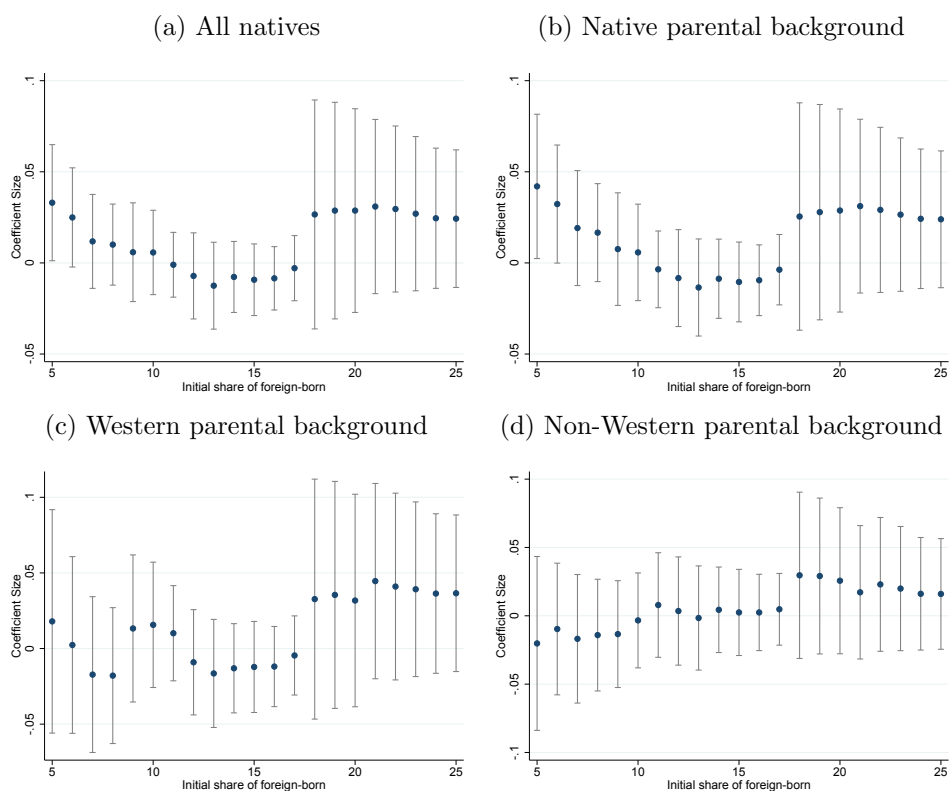 (a) All natives
(b) Native parental background
Coefficient Size
.1
.05
0
-.05
5 10 15 20 25
Initial share of foreign-born
Coefficient Size
.1
.05
0
-.05
5 10 15 20 25
Initial share of foreign-born
(c) Western parental background
(d) Non-Western parental background
Coefficient Size
.1
.05
0
-.05
5 10 15 20 25
Initial share of foreign-born
Coefficient Size
.1
.05
0
-.05
-.1
5 10 15 20 25
Initial share of foreign-born